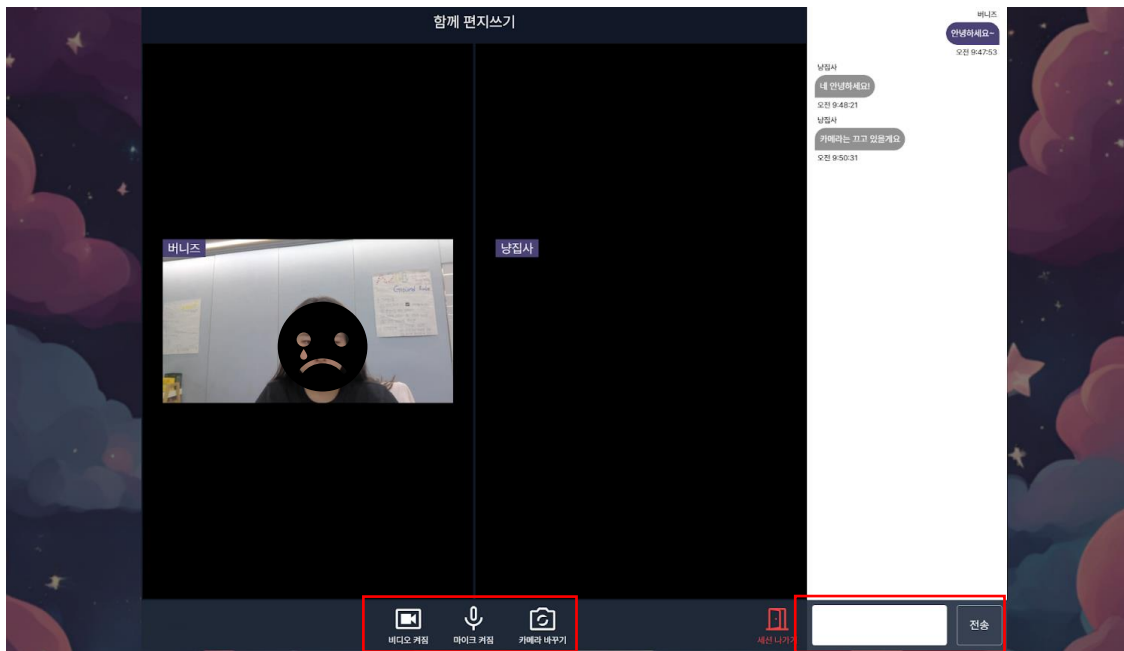 함께 편지쓰기
버니즈
냥집사
비디오 켜짐
마이크 켜짐
카메라 바꾸기
세션 나가기
버니즈
안녕하세요~
오전 9:47:53
냥집사
네 안녕하세요!
오전 9:48:21
냥집사
카메라는 끄고 있을게요
오전 9:50:31
전송